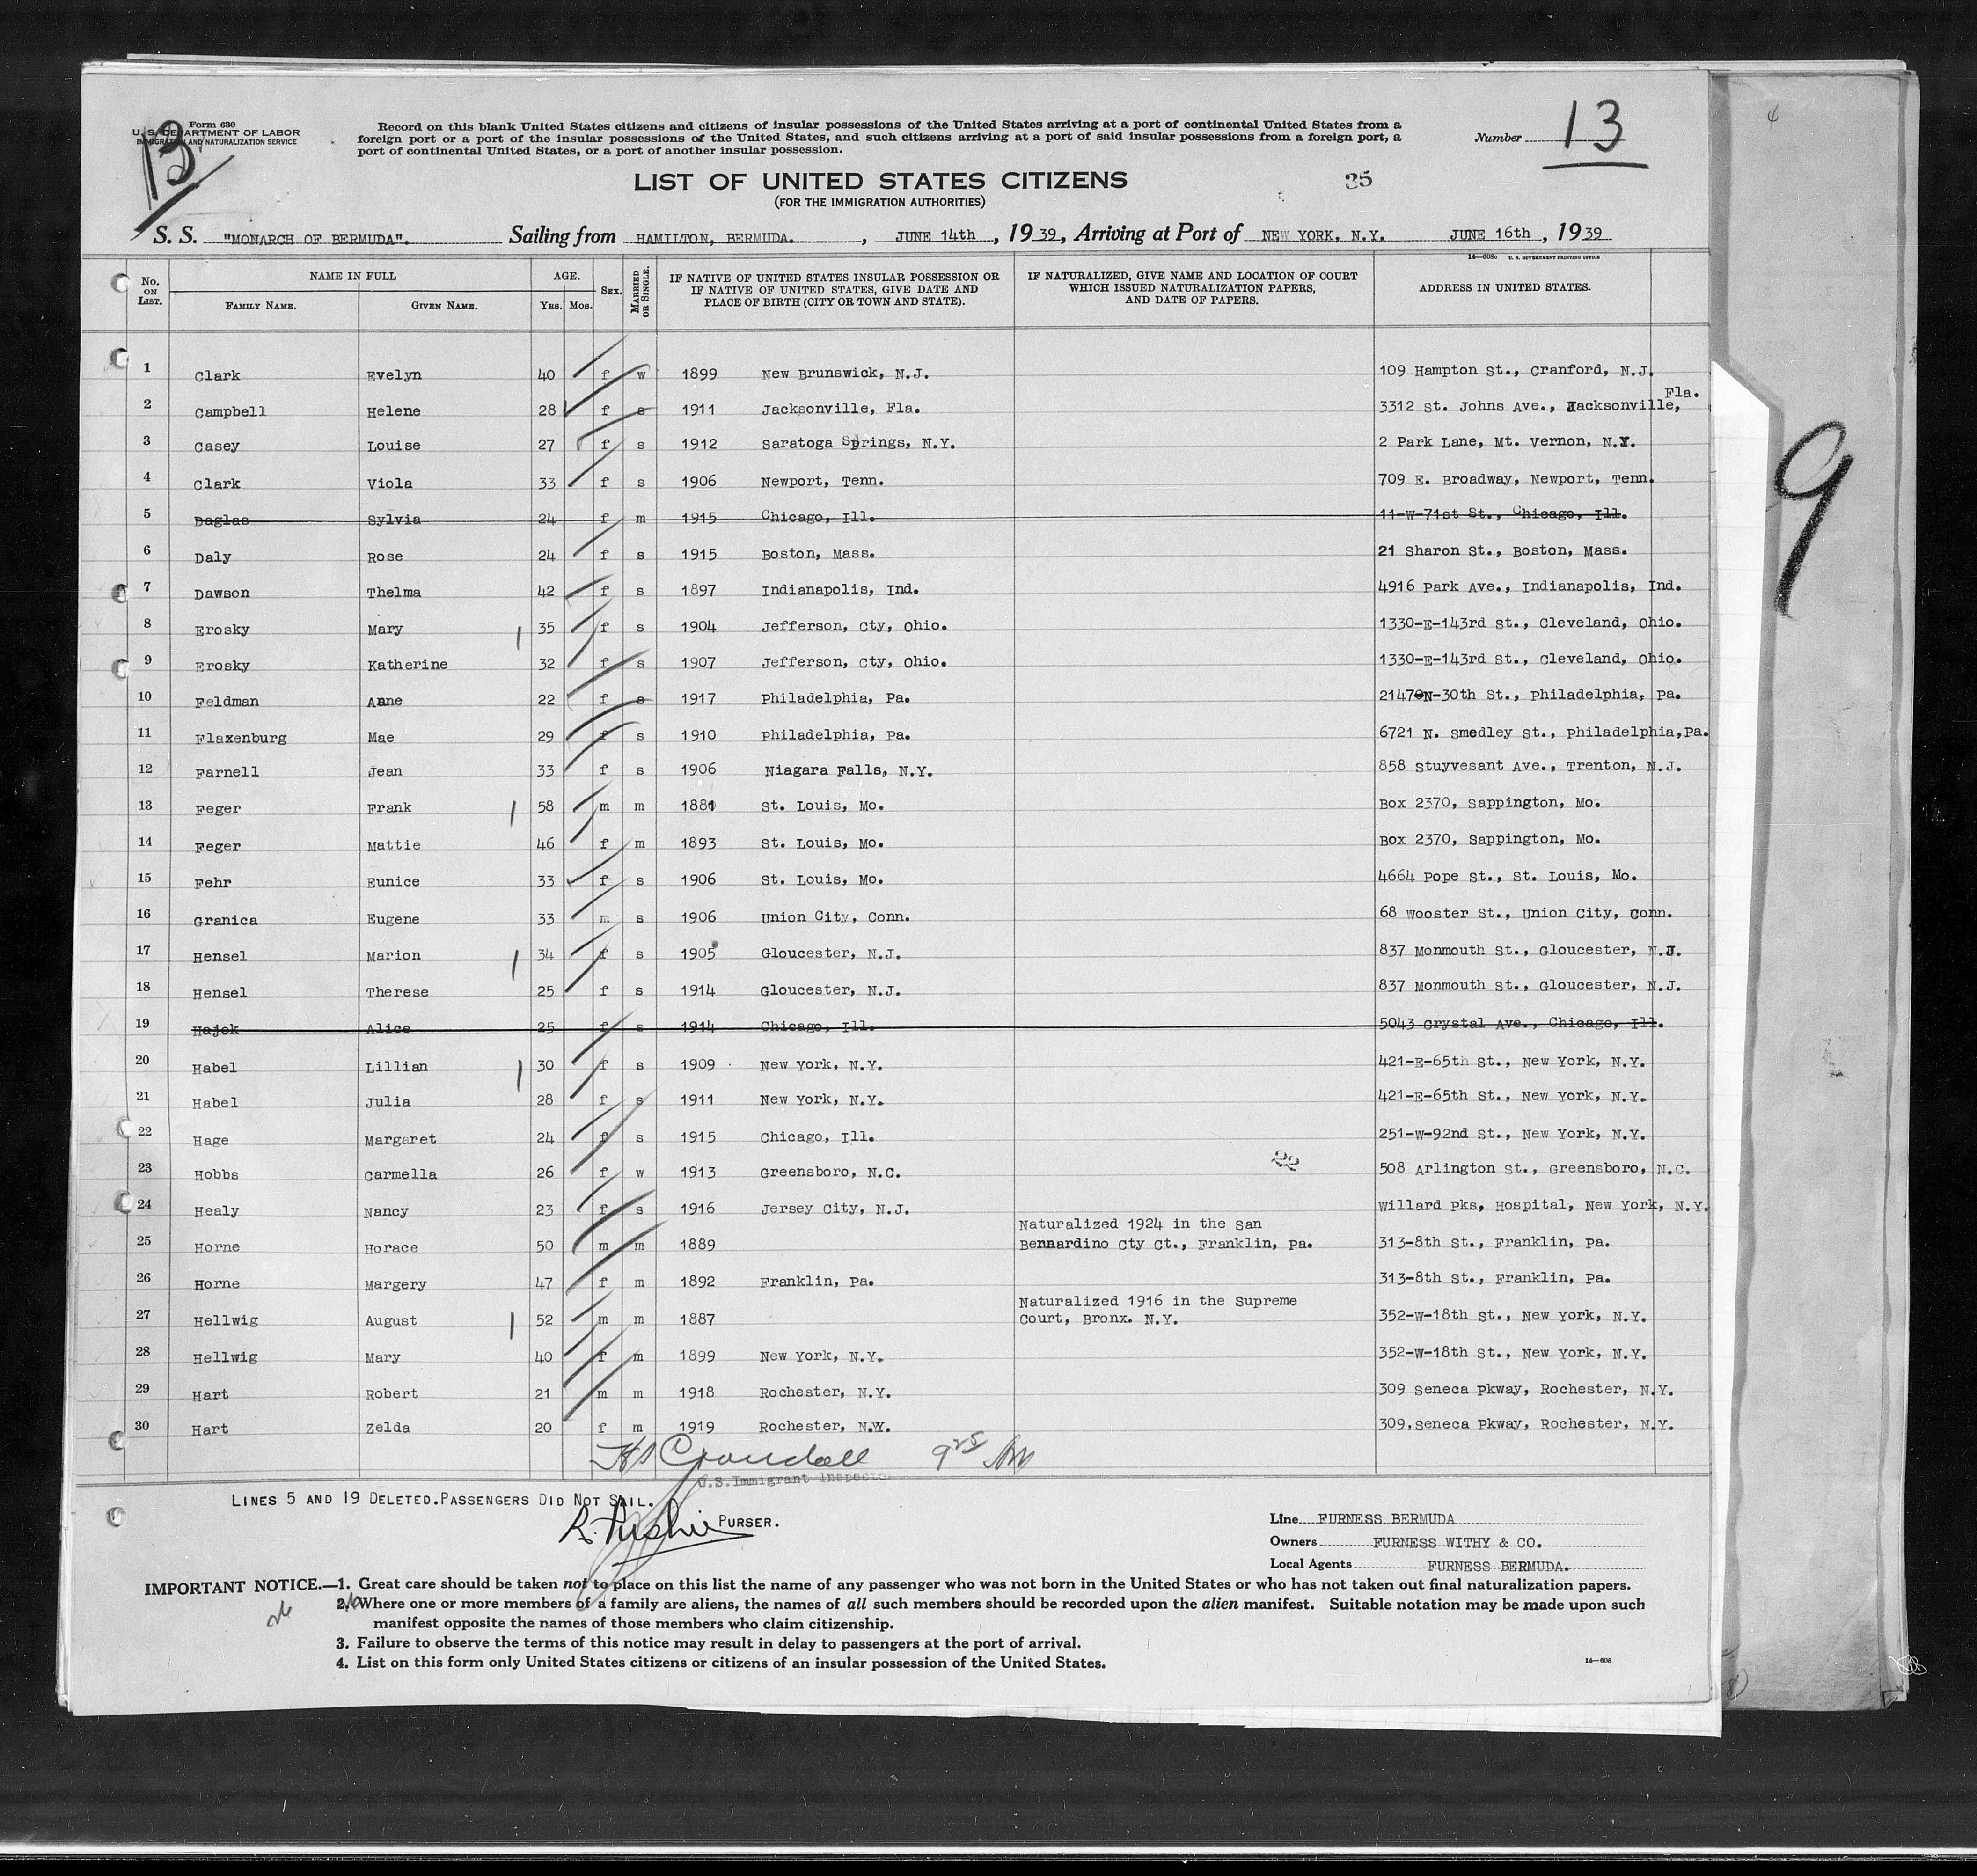 Form 630
U. S. DEPARTMENT OF LABOR
IMMIGRATION AND NATURALIZATION SERVICE
13
Record on this blank United States citizens and citizens of insular possessions of the United States arriving at a port of continental United States from a
foreign port or a port of the insular possessions of the United States, and such citizens arriving at a port of said insular possessions from a foreign port, a
port of continental United States, or a port of another insular possession.
Number 13
LIST OF UNITED STATES CITIZENS
35
(FOR THE IMMIGRATION AUTHORITIES)
S. S. "MONARCH OF BERMUDA". Sailing from HAMILTON, BERMUDA. , JUNE 14th , 1939, Arriving at Port of NEW YORK, N.Y. JUNE 16th , 1939
14—608c U. S. GOVERNMENT PRINTING OFFICE
No. ON LIST. NAME IN FULL FAMILY NAME. GIVEN NAME. AGE. Yrs. Mos. SEX. MARRIED OR SINGLE. IF NATIVE OF UNITED STATES INSULAR POSSESSION OR IF NATIVE OF UNITED STATES, GIVE DATE AND PLACE OF BIRTH (CITY OR TOWN AND STATE). IF NATURALIZED, GIVE NAME AND LOCATION OF COURT WHICH ISSUED NATURALIZATION PAPERS, AND DATE OF PAPERS. ADDRESS IN UNITED STATES.
1 Clark Evelyn 40 f w 1899 New Brunswick, N.J. 109 Hampton St., Cranford, N.J.
2 Campbell Helene 28 f s 1911 Jacksonville, Fla. 3312 St. Johns Ave., Jacksonville, Fla.
3 Casey Louise 27 f s 1912 Saratoga Springs, N.Y. 2 Park Lane, Mt. Vernon, N.Y.
4 Clark Viola 33 f s 1906 Newport, Tenn. 709 E. Broadway, Newport, Tenn.
5 Daglas Sylvia 24 f m 1915 Chicago, Ill. 11-W-71st St., Chicago, Ill.
6 Daly Rose 24 f s 1915 Boston, Mass. 21 Sharon St., Boston, Mass.
7 Dawson Thelma 42 f s 1897 Indianapolis, Ind. 4916 Park Ave., Indianapolis, Ind.
8 Erosky Mary 35 f s 1904 Jefferson, Cty, Ohio. 1330-E-143rd St., Cleveland, Ohio.
9 Erosky Katherine 32 f s 1907 Jefferson, Cty, Ohio. 1330-E-143rd St., Cleveland, Ohio.
10 Feldman Anne 22 f s 1917 Philadelphia, Pa. 2147 N-30th St., Philadelphia, Pa.
11 Flaxenburg Mae 29 f s 1910 Philadelphia, Pa. 6721 N. Smedley St., Philadelphia, Pa.
12 Farnell Jean 33 f s 1906 Niagara Falls, N.Y. 858 Stuyvesant Ave., Trenton, N.J.
13 Feger Frank 58 m m 1881 St. Louis, Mo. Box 2370, Sappington, Mo.
14 Feger Mattie 46 f m 1893 St. Louis, Mo. Box 2370, Sappington, Mo.
15 Fehr Eunice 33 f s 1906 St. Louis, Mo. 4664 Pope St., St. Louis, Mo.
16 Granica Eugene 33 m s 1906 Union City, Conn. 68 Wooster St., Union City, Conn.
17 Hensel Marion 34 f s 1905 Gloucester, N.J. 837 Monmouth St., Gloucester, N.J.
18 Hensel Therese 25 f s 1914 Gloucester, N.J. 837 Monmouth St., Gloucester, N.J.
19 Hajek Alice 25 f s 1914 Chicago, Ill. 5043 Crystal Ave., Chicago, Ill.
20 Habel Lillian 30 f s 1909 New York, N.Y. 421-E-65th St., New York, N.Y.
21 Habel Julia 28 f s 1911 New York, N.Y. 421-E-65th St., New York, N.Y.
22 Hage Margaret 24 f s 1915 Chicago, Ill. 251-W-92nd St., New York, N.Y.
23 Hobbs Carmella 26 f w 1913 Greensboro, N.C. 508 Arlington St., Greensboro, N.C.
24 Healy Nancy 23 f s 1916 Jersey City, N.J. Willard Pks, Hospital, New York, N.Y.
25 Horne Horace 50 m m 1889 Naturalized 1924 in the San Bernardino Cty Ct., Franklin, Pa. 313-8th St., Franklin, Pa.
26 Horne Margery 47 f m 1892 Franklin, Pa. 313-8th St., Franklin, Pa.
27 Hellwig August 52 m m 1887 Naturalized 1916 in the Supreme Court, Bronx. N.Y. 352-W-18th St., New York, N.Y.
28 Hellwig Mary 40 f m 1899 New York, N.Y. 352-W-18th St., New York, N.Y.
29 Hart Robert 21 m m 1918 Rochester, N.Y. 309 Seneca Pkway, Rochester, N.Y.
30 Hart Zelda 20 f m 1919 Rochester, N.Y. 309, Seneca Pkway, Rochester, N.Y.
Crandall 9 25 AM
U.S. Immigrant Inspector
LINES 5 AND 19 DELETED. PASSENGERS DID NOT SAIL.
PURSER.
Line FURNESS BERMUDA
Owners FURNESS WITHY & CO.
Local Agents FURNESS BERMUDA.
IMPORTANT NOTICE.—1. Great care should be taken not to place on this list the name of any passenger who was not born in the United States or who has not taken out final naturalization papers.
2. Where one or more members of a family are aliens, the names of all such members should be recorded upon the alien manifest. Suitable notation may be made upon such
manifest opposite the names of those members who claim citizenship.
3. Failure to observe the terms of this notice may result in delay to passengers at the port of arrival.
4. List on this form only United States citizens or citizens of an insular possession of the United States.
14—608
9